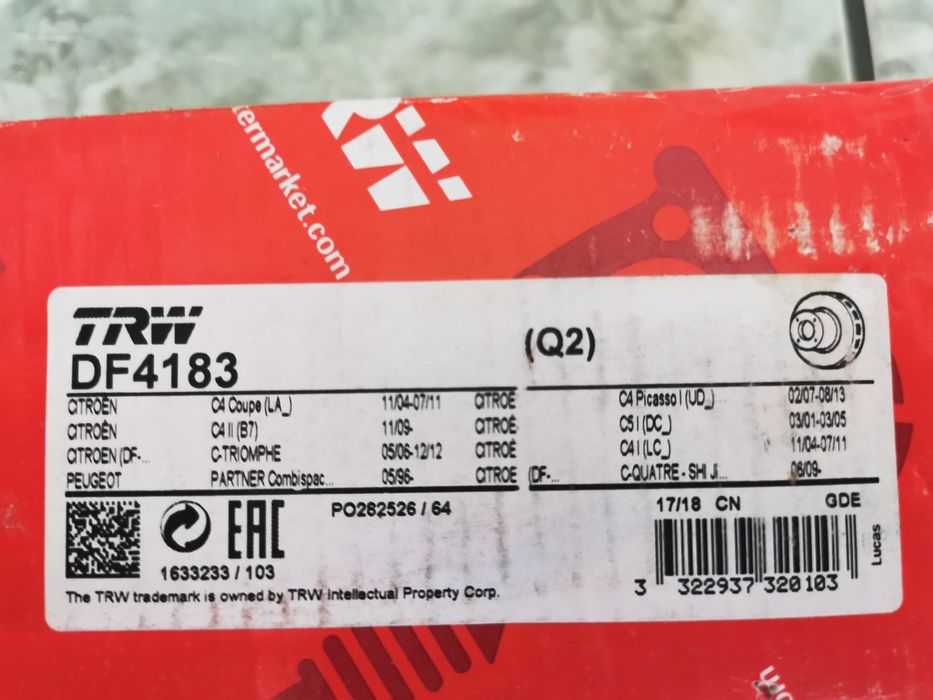 TRW
ermarket.com
TRW
DF4183
(Q2)
CITROËN C4 Coupe (LA_) 11/04-07/11 CITROË C4 Picasso I (UD_) 02/07-08/13
CITROËN C4 II (B7) 11/09- CITROË C5 I (DC_) 03/01-03/05
CITROEN (DF-... C-TRIOMPHE 05/06-12/12 CITROË C4 I (LC_) 11/04-07/11
PEUGEOT PARTNER Combispac... 05/96- CITROE (DF-... C-QUATRE - SHI Ji... 06/09-
PO282526 / 64
17/18 CN GDE
EAC
1633233 / 103
Lucas
3 322937 320103
The TRW trademark is owned by TRW Intellectual Property Corp.